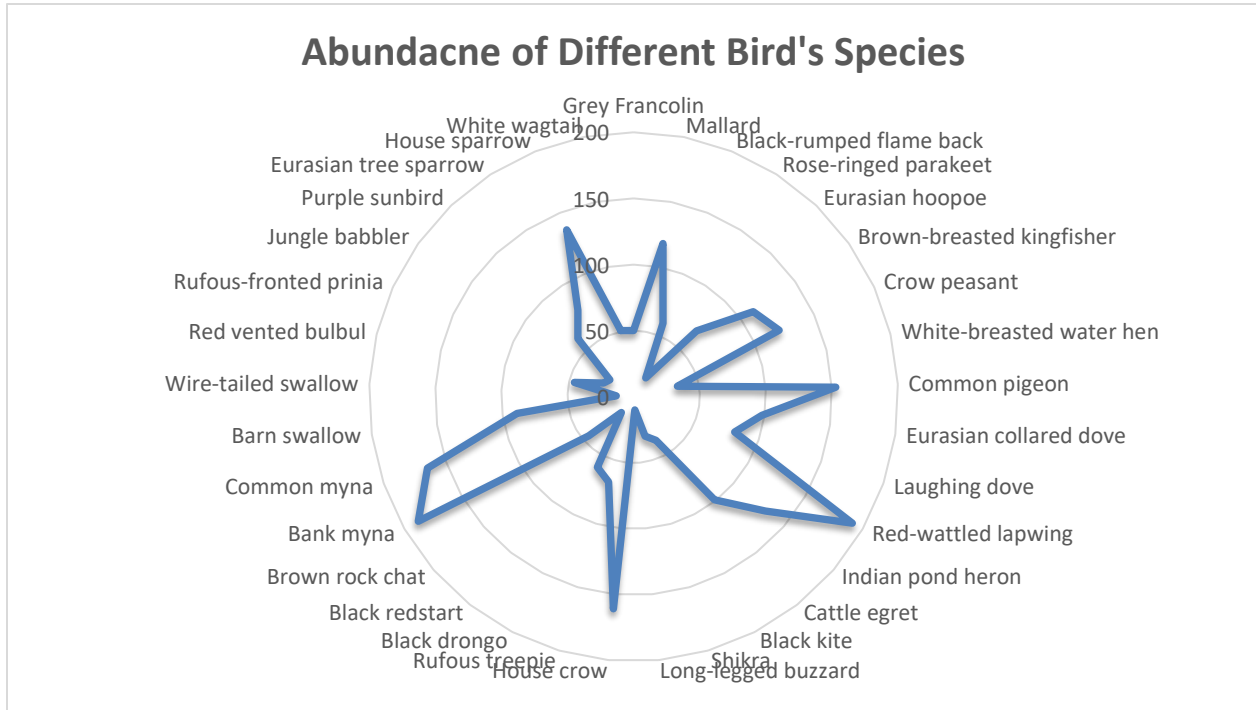 Abundacne of Different Bird's Species
Grey Francolin
Mallard
Black-rumped flame back
Rose-ringed parakeet
Eurasian hoopoe
Brown-breasted kingfisher
Crow peasant
White-breasted water hen
Common pigeon
Eurasian collared dove
Laughing dove
Red-wattled lapwing
Indian pond heron
Cattle egret
Black kite
Shikra
Long-legged buzzard
House crow
Rufous treepie
Black drongo
Black redstart
Brown rock chat
Bank myna
Common myna
Barn swallow
Wire-tailed swallow
Red vented bulbul
Rufous-fronted prinia
Jungle babbler
Purple sunbird
Eurasian tree sparrow
House sparrow
White wagtail
200
150
100
50
0